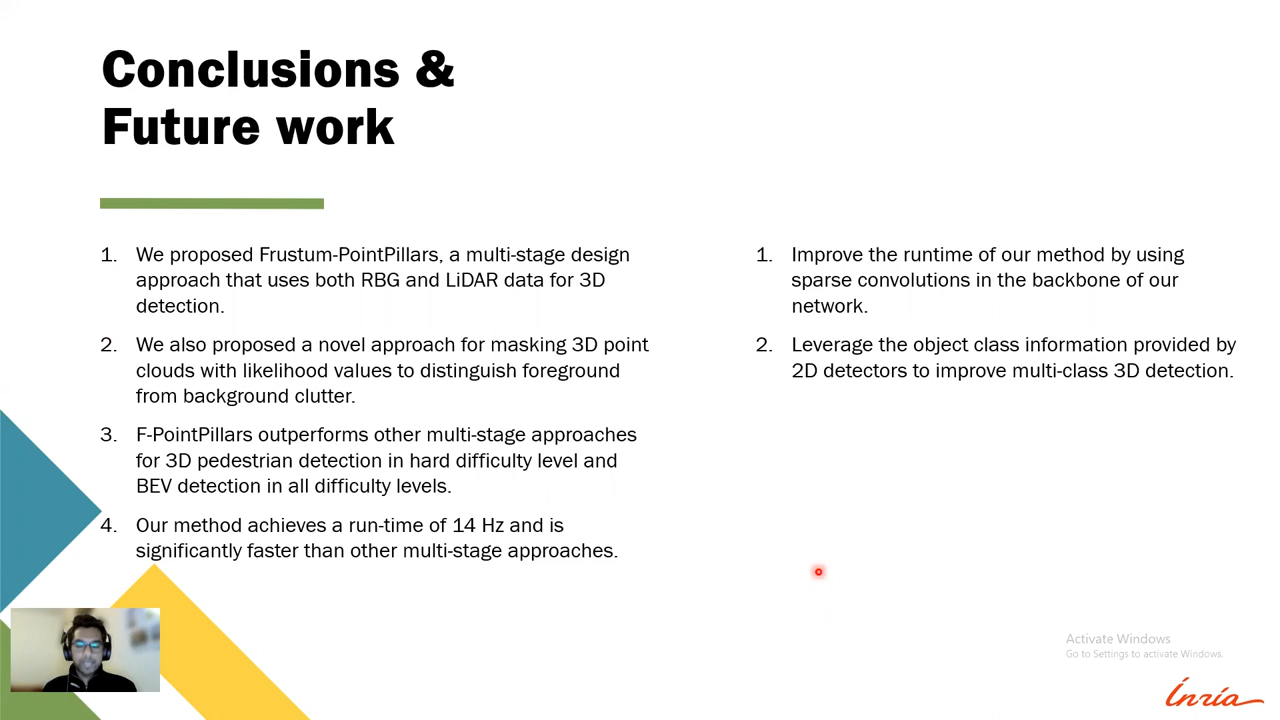 Conclusions &
Future work
1. We proposed Frustum-PointPillars, a multi-stage design
approach that uses both RBG and LiDAR data for 3D
detection.
2. We also proposed a novel approach for masking 3D point
clouds with likelihood values to distinguish foreground
from background clutter.
3. F-PointPillars outperforms other multi-stage approaches
for 3D pedestrian detection in hard difficulty level and
BEV detection in all difficulty levels.
4. Our method achieves a run-time of 14 Hz and is
significantly faster than other multi-stage approaches.
1. Improve the runtime of our method by using
sparse convolutions in the backbone of our
network.
2. Leverage the object class information provided by
2D detectors to improve multi-class 3D detection.
Activate Windows
Go to Settings to activate Windows.
Inria